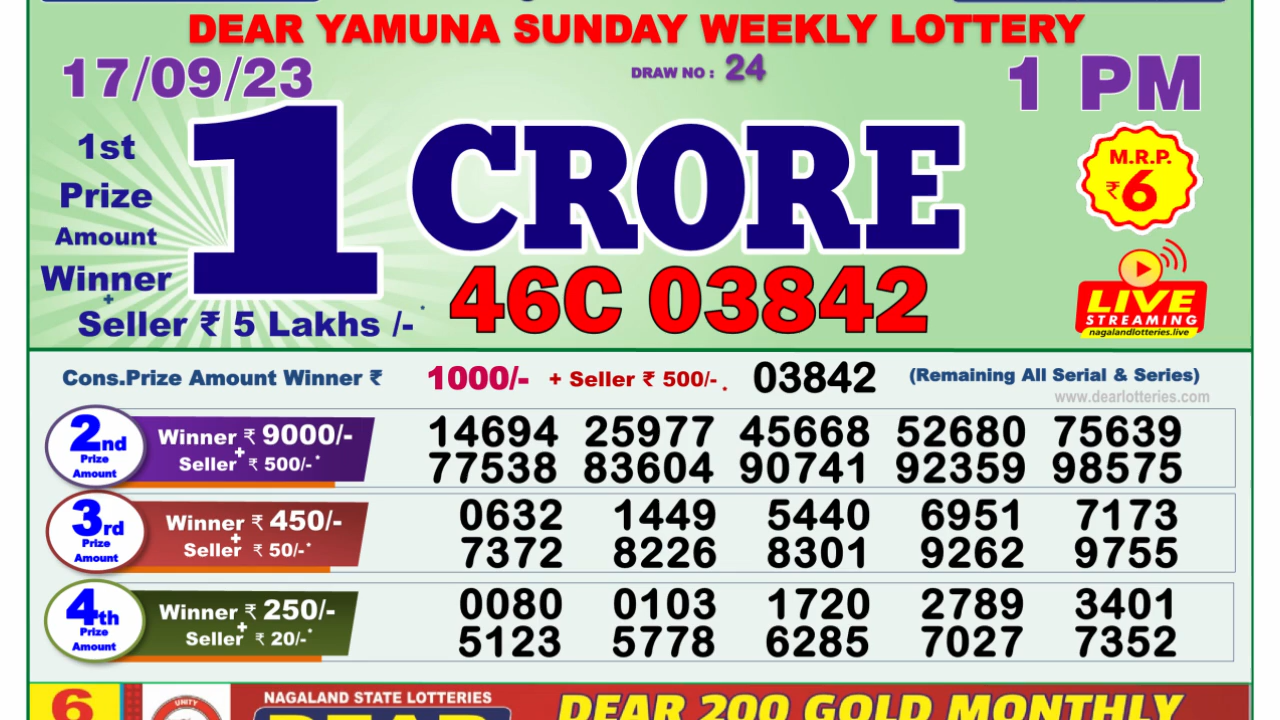 DEAR YAMUNA SUNDAY WEEKLY LOTTERY
17/09/23
DRAW NO : 24
1 PM
1st
Prize
Amount
Winner
+
Seller ₹ 5 Lakhs /-*
1 CRORE
46C 03842
M.R.P.
₹6
LIVE
STREAMING
nagalandlotteries.live
Cons.Prize Amount Winner ₹ 1000/- + Seller ₹ 500/- . 03842 (Remaining All Serial & Series)
www.dearlotteries.com
2nd
Prize
Amount
Winner ₹ 9000/-
+
Seller ₹ 500/-*
14694 25977 45668 52680 75639
77538 83604 90741 92359 98575
3rd
Prize
Amount
Winner ₹ 450/-
+
Seller ₹ 50/-*
0632 1449 5440 6951 7173
7372 8226 8301 9262 9755
4th
Prize
Amount
Winner ₹ 250/-
+
Seller ₹ 20/-*
0080 0103 1720 2789 3401
5123 5778 6285 7027 7352
6
UNITY
NAGALAND STATE LOTTERIES
DEAR
DEAR 200 GOLD MONTHLY